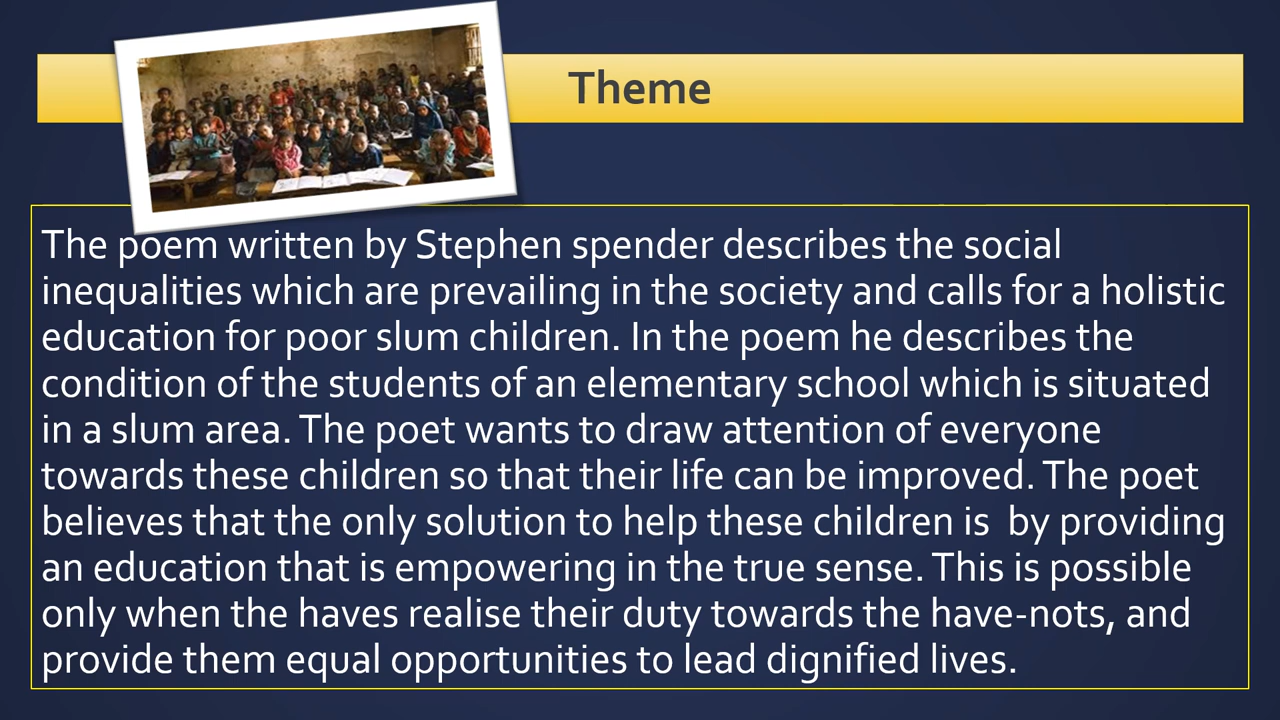 Theme
The poem written by Stephen spender describes the social
inequalities which are prevailing in the society and calls for a holistic
education for poor slum children. In the poem he describes the
condition of the students of an elementary school which is situated
in a slum area. The poet wants to draw attention of everyone
towards these children so that their life can be improved. The poet
believes that the only solution to help these children is  by providing
an education that is empowering in the true sense. This is possible
only when the haves realise their duty towards the have-nots, and
provide them equal opportunities to lead dignified lives.